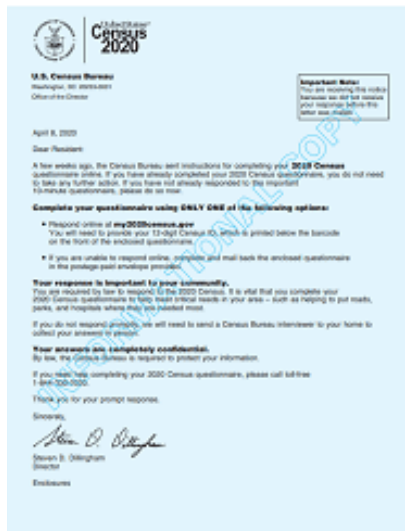 United States®
Census
2020
U.S. Census Bureau
Washington, DC 20233-0001
Office of the Director
Important Note:
You are receiving this notice
because we did not receive
your response before this
letter was mailed.
April 8, 2020
Dear Resident:
A few weeks ago, the Census Bureau sent instructions for completing your 2020 Census
questionnaire online. If you have already completed your 2020 Census questionnaire, you do not need
to take any further action. If you have not already responded to the important
10-minute questionnaire, please do so now.
Complete your questionnaire using ONLY ONE of the following options:
• Respond online at my2020census.gov
You will need to provide your 12-digit Census ID, which is printed below the barcode
on the front of the enclosed questionnaire.
• If you are unable to respond online, complete and mail back the enclosed questionnaire
in the postage-paid envelope provided.
Your response is important to your community.
You are required by law to respond to the 2020 Census. It is vital that you complete your
2020 Census questionnaire to help meet critical needs in your area – such as helping to put roads,
parks, and hospitals where they are needed most.
If you do not respond promptly, we will need to send a Census Bureau interviewer to your home to
collect your answers in person.
Your answers are completely confidential.
By law, the Census Bureau is required to protect your information.
If you need help completing your 2020 Census questionnaire, please call toll-free
1-844-330-2020.
Thank you for your prompt response.
Sincerely,
Steven D. Dillingham
Steven D. Dillingham
Director
Enclosures
INFORMATIONAL COPY